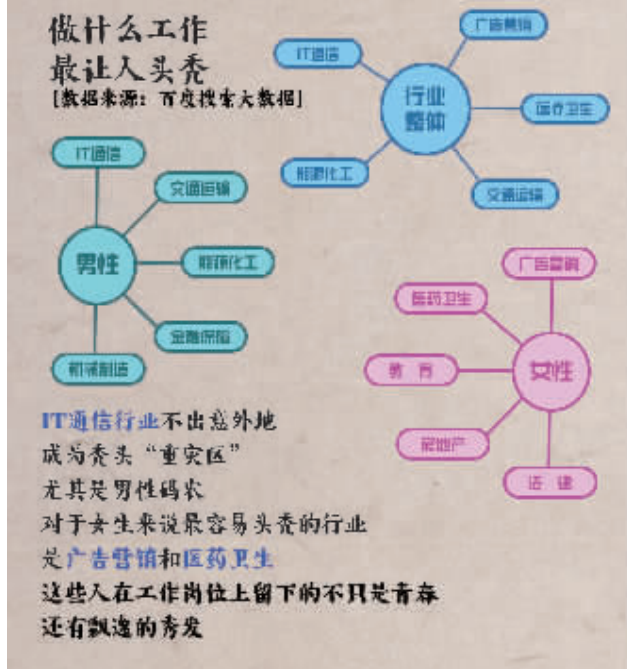 做什么工作
最让人头秃
[数据来源：百度搜索大数据]
广告营销
IT通信
行业
整体
医疗卫生
能源化工
交通运输
IT通信
交通运输
男性
能源化工
金融保险
机械制造
广告营销
医药卫生
教 育
女性
房地产
法 律
IT通信行业不出意外地
成为秃头“重灾区”
尤其是男性码农
对于女生来说最容易头秃的行业
是广告营销和医药卫生
这些人在工作岗位上留下的不只是青春
还有飘逸的秀发